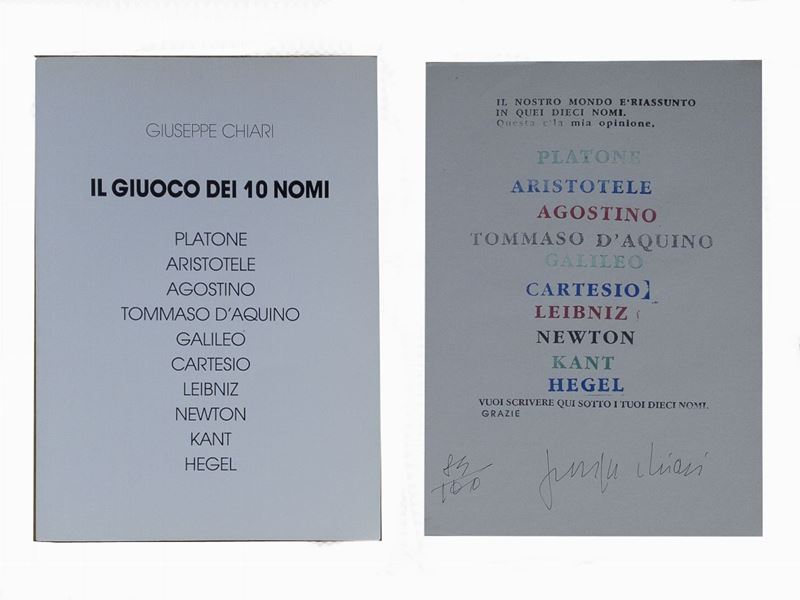 GIUSEPPE CHIARI
IL GIUOCO DEI 10 NOMI
PLATONE
ARISTOTELE
AGOSTINO
TOMMASO D'AQUINO
GALILEO
CARTESIO
LEIBNIZ
NEWTON
KANT
HEGEL
IL NOSTRO MONDO E'RIASSUNTO
IN QUEI DIECI NOMI.
Questa è la mia opinione.
PLATONE
ARISTOTELE
AGOSTINO
TOMMASO D'AQUINO
GALILEO
CARTESIO
LEIBNIZ
NEWTON
KANT
HEGEL
VUOI SCRIVERE QUI SOTTO I TUOI DIECI NOMI.
GRAZIE
Giuseppe Chiari